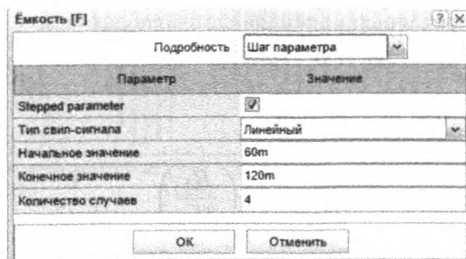 Ёмкость [F]
Подробность Шаг параметра
Параметр Значение
Stepped parameter
Тип свип-сигнала Линейный
Начальное значение 60m
Конечное значение 120m
Количество случаев 4
OK Отменить